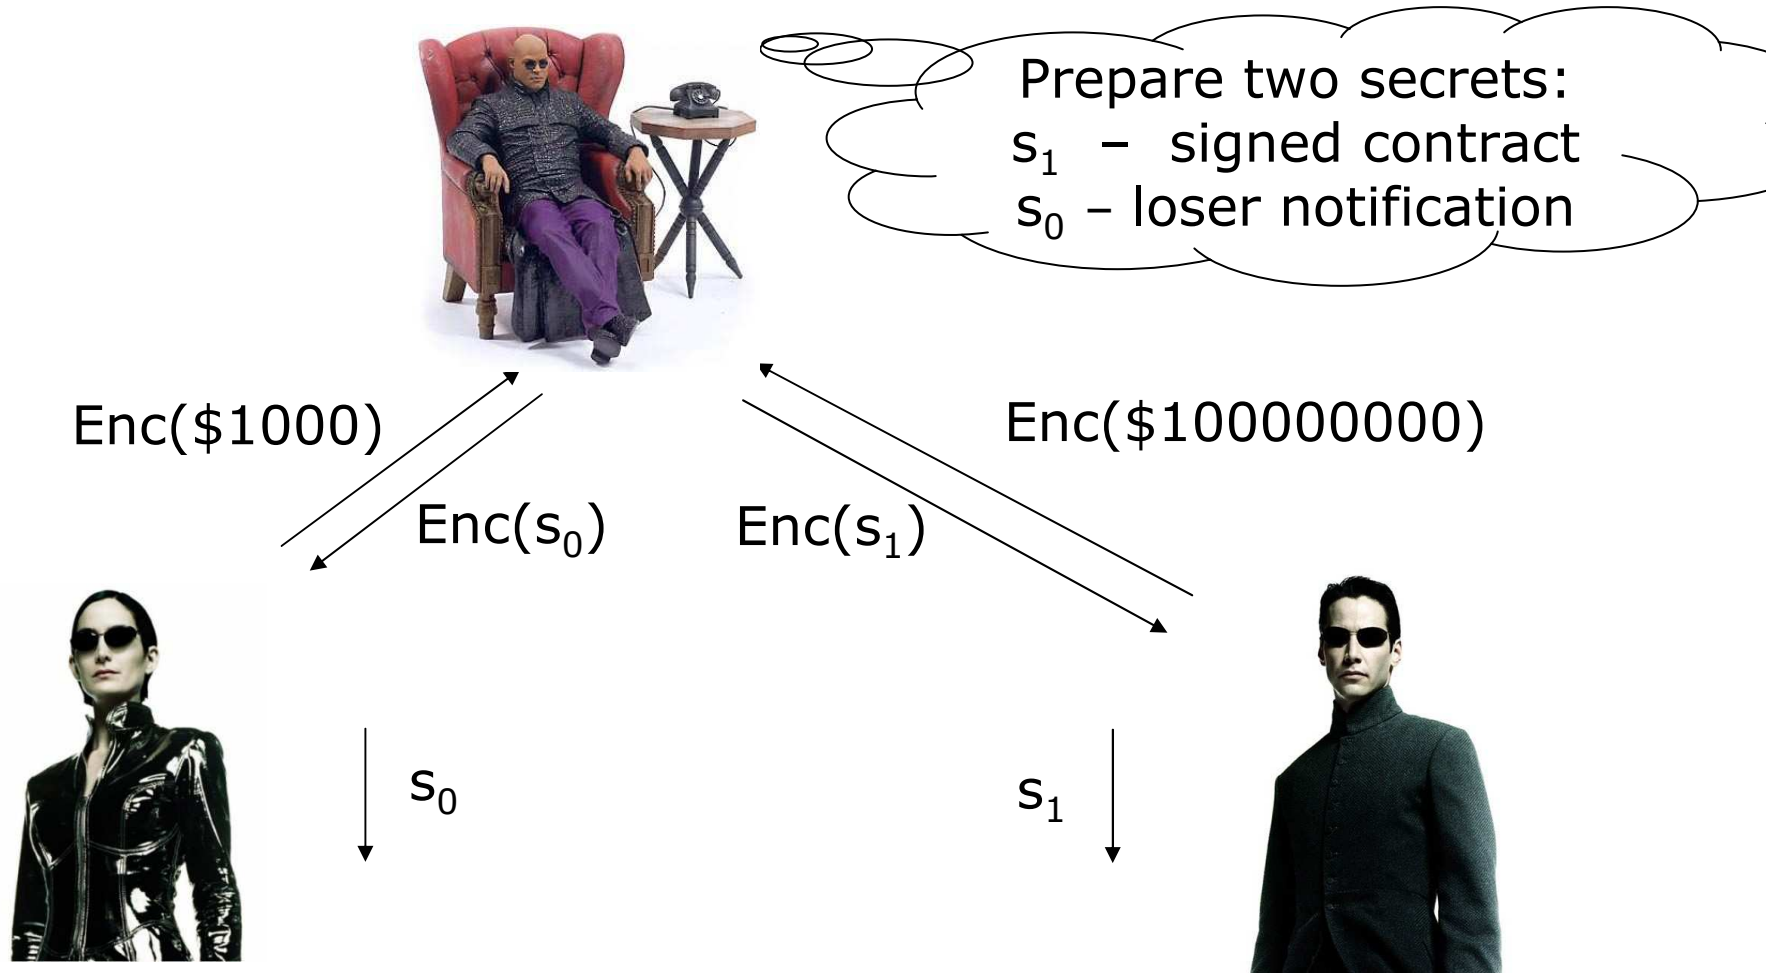 Prepare two secrets:
s₁ – signed contract
s₀ – loser notification
Enc($1000)
Enc($100000000)
Enc(s₀)
Enc(s₁)
s₀
s₁